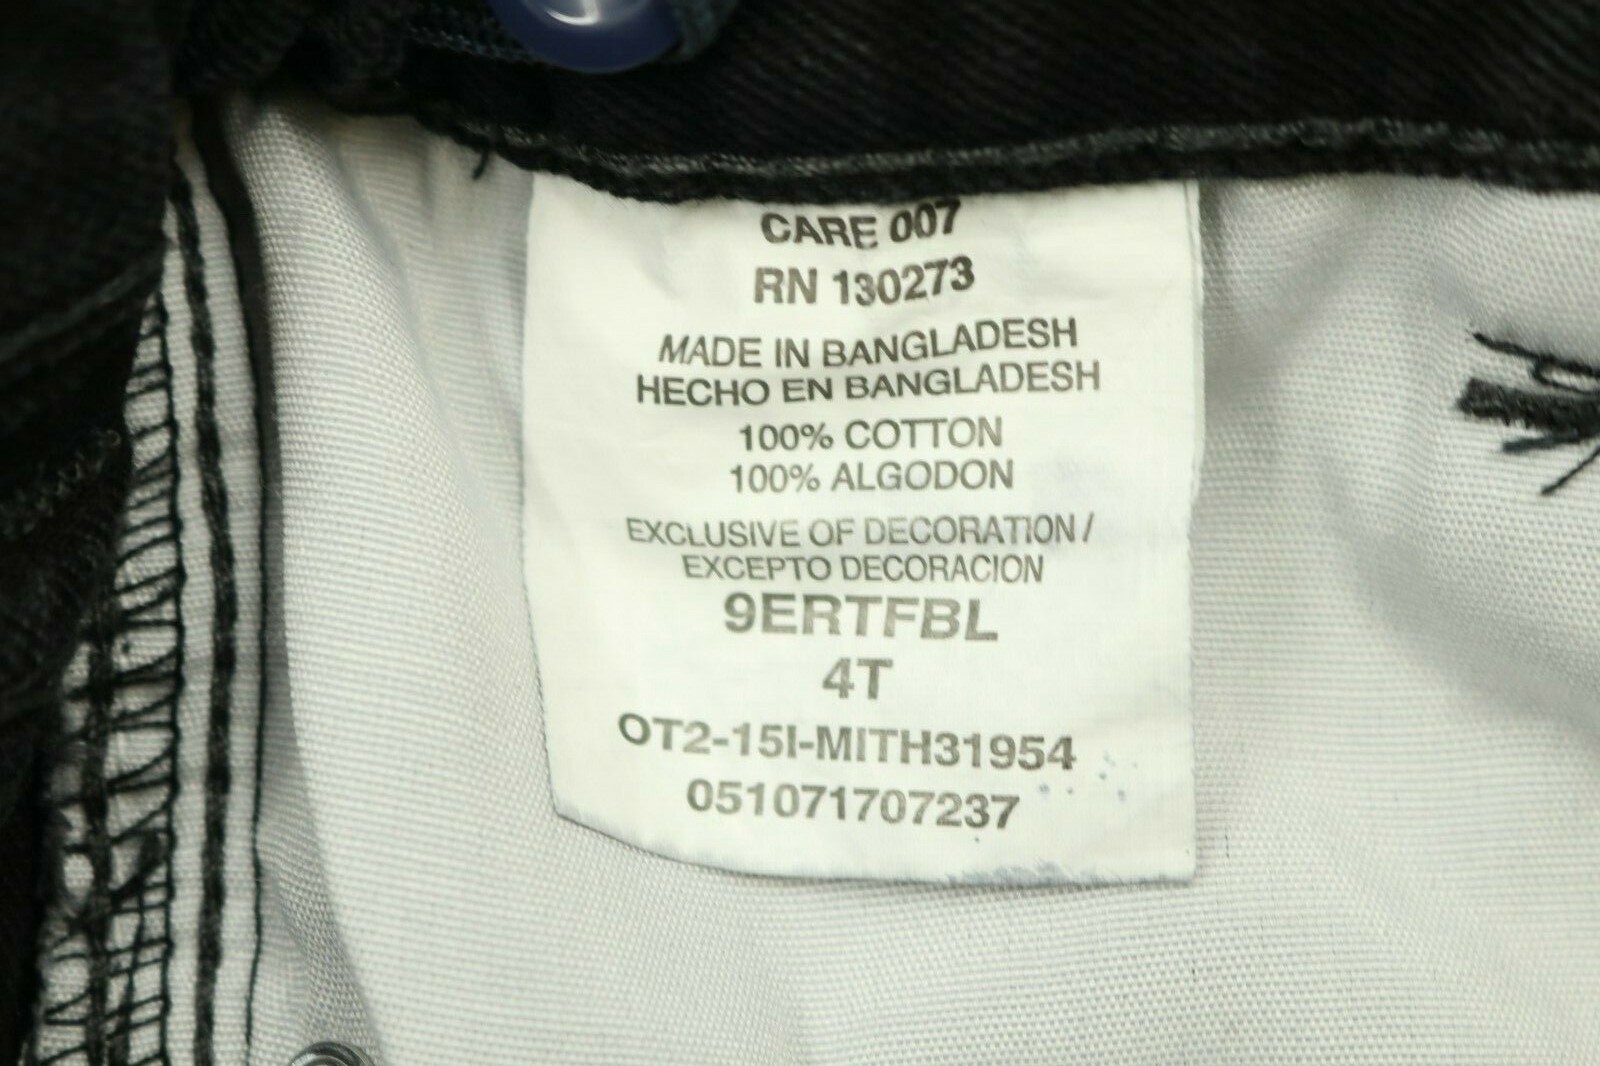 CARE 007
RN 130273
MADE IN BANGLADESH
HECHO EN BANGLADESH
100% COTTON
100% ALGODON
EXCLUSIVE OF DECORATION /
EXCEPTO DECORACION
9ERTFBL
4T
OT2-15I-MITH31954
051071707237